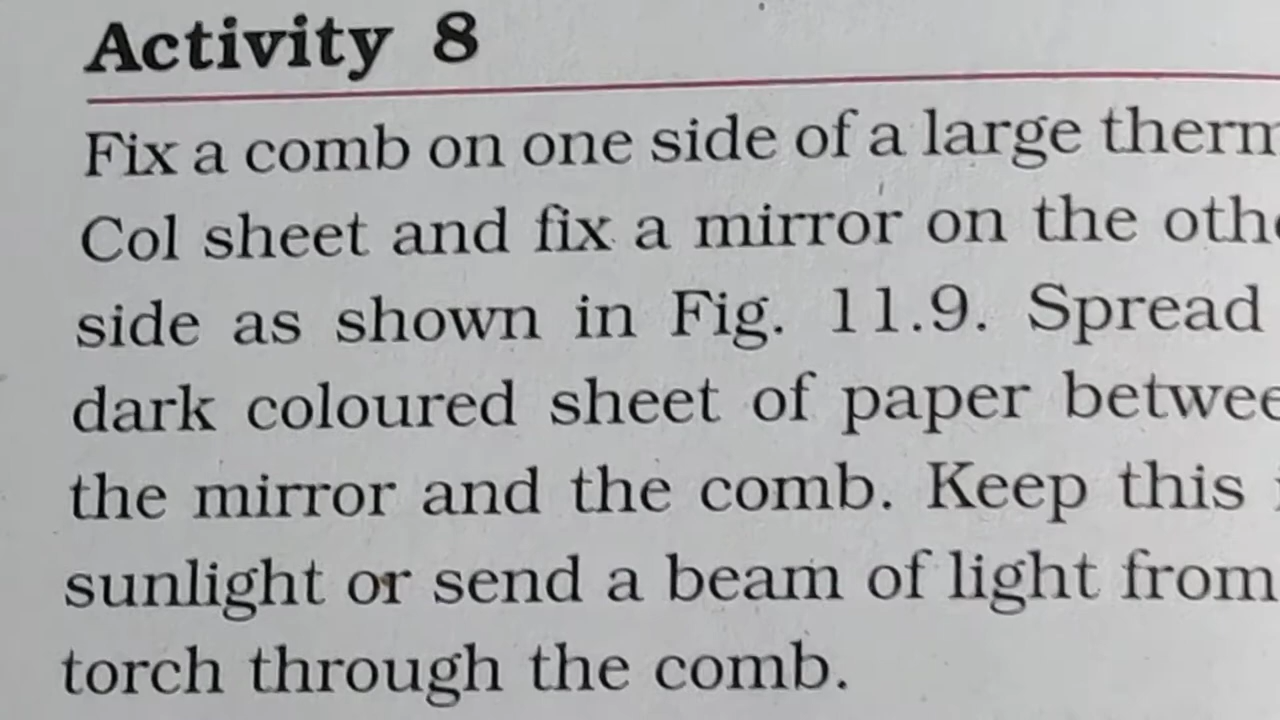 Activity 8
Fix a comb on one side of a large therm
Col sheet and fix a mirror on the othe
side as shown in Fig. 11.9. Spread
dark coloured sheet of paper betwee
the mirror and the comb. Keep this
sunlight or send a beam of light from
torch through the comb.